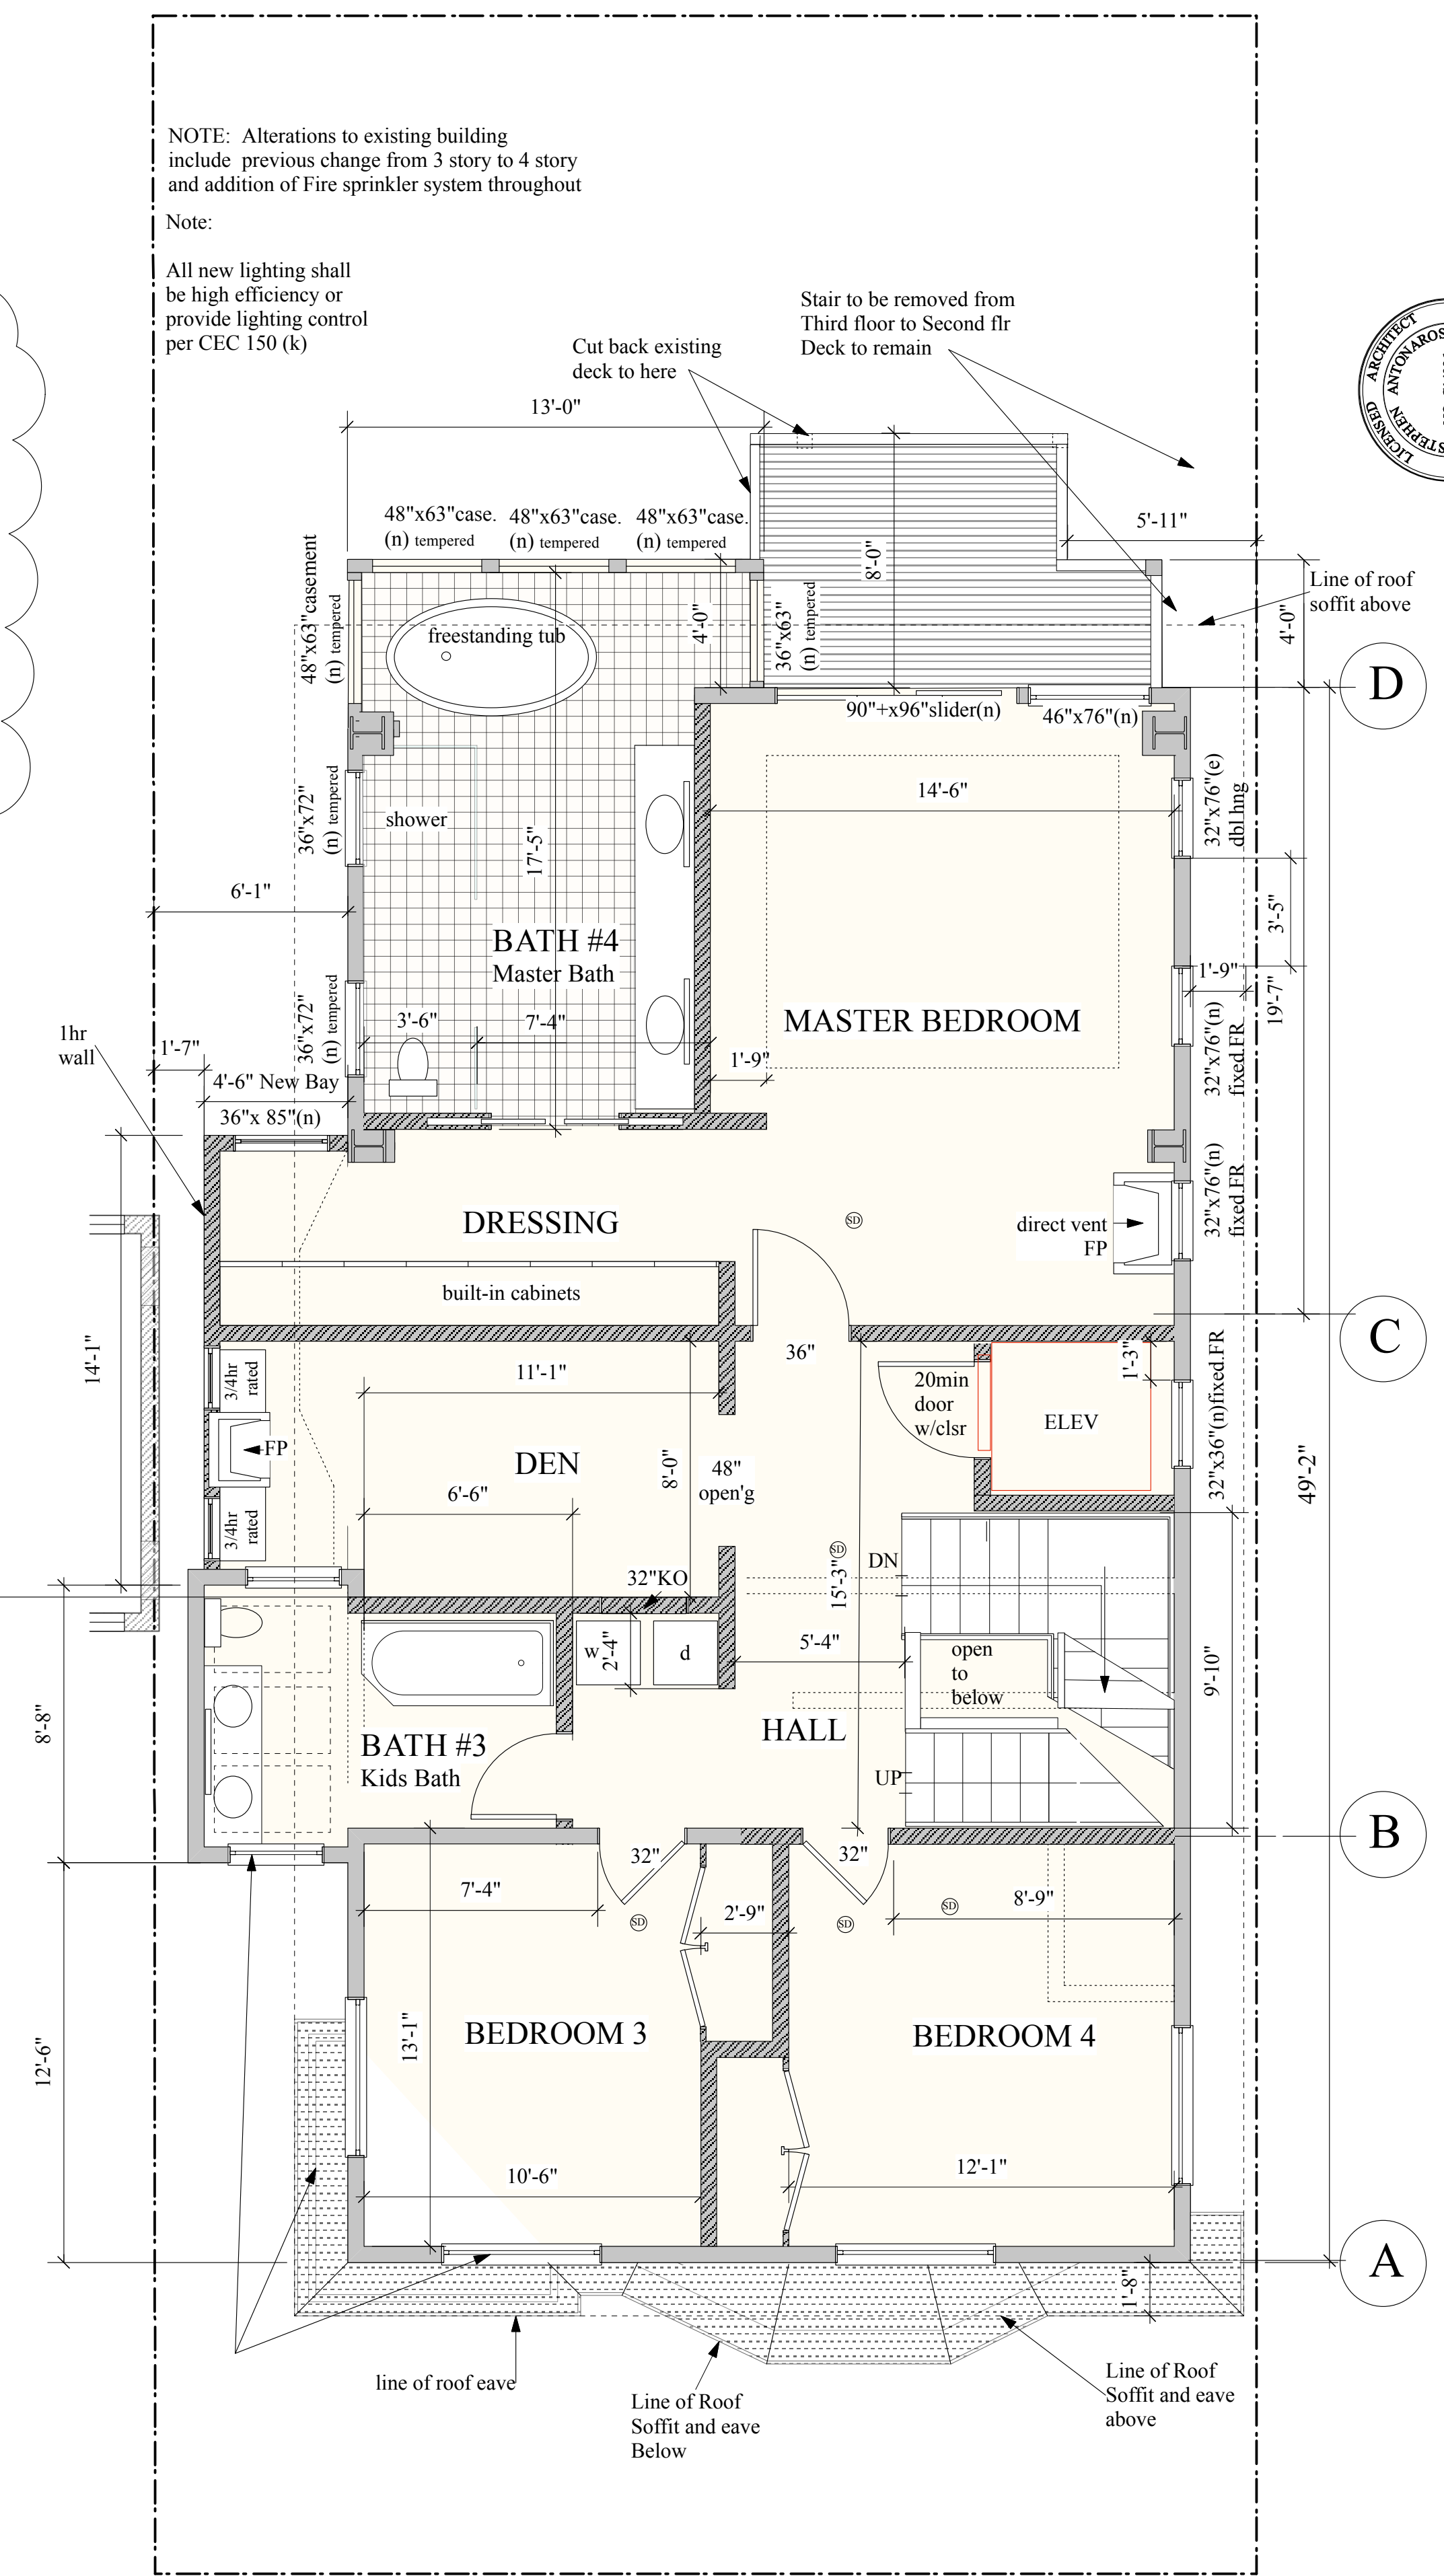 NOTE: Alterations to existing building
include previous change from 3 story to 4 story
and addition of Fire sprinkler system throughout
Note:
All new lighting shall
be high efficiency or
provide lighting control
per CEC 150 (k)
Stair to be removed from
Third floor to Second flr
Deck to remain
Cut back existing
deck to here
LICENSED ARCHITECT
13'-0"
48"x63"case.
(n) tempered
48"x63"case.
(n) tempered
48"x63"case.
(n) tempered
5'-11"
8'-0"
48"x63"casement
(n) tempered
freestanding tub
4'-0"
36"x63"
(n) tempered
Line of roof
soffit above
4'-0"
D
90"+x96"slider(n)
46"x76"(n)
36"x72"
(n) tempered
shower
17'-5"
14'-6"
32"x76"(e)
dbl hng
6'-1"
3'-5"
BATH #4
Master Bath
1'-9"
19'-7"
36"x72"
(n) tempered
3'-6"
7'-4"
MASTER BEDROOM
32"x76"(n)
fixed.FR
1hr
wall
1'-7"
1'-9"
4'-6" New Bay
36"x 85"(n)
32"x76"(n)
fixed.FR
DRESSING
SD
direct vent
FP
built-in cabinets
C
14'-1"
3/4hr
rated
11'-1"
36"
20min
door
w/clsr
1'-3"
ELEV
32"x36"(n)fixed.FR
FP
DEN
8'-0"
48"
open'g
49'-2"
6'-6"
3/4hr
rated
SD
DN
32"KO
15'-3"
w
2'-4"
d
5'-4"
open
to
below
9'-10"
8'-8"
HALL
BATH #3
Kids Bath
UP
B
32"
32"
7'-4"
8'-9"
SD
2'-9"
SD
SD
13'-1"
BEDROOM 3
BEDROOM 4
12'-6"
10'-6"
12'-1"
A
1'-8"
line of roof eave
Line of Roof
Soffit and eave
Below
Line of Roof
Soffit and eave
above